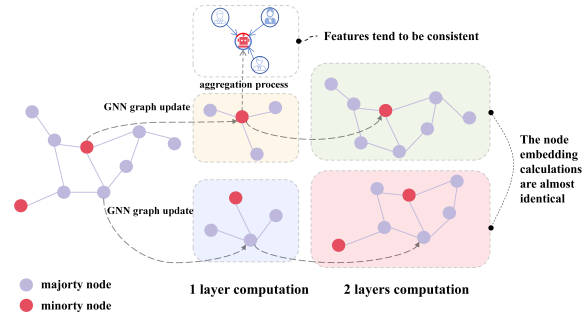 Features tend to be consistent
aggregation process
GNN graph update
The node
embedding
calculations
are almost
identical
GNN graph update
majorty node
minorty node
1 layer computation
2 layers computation